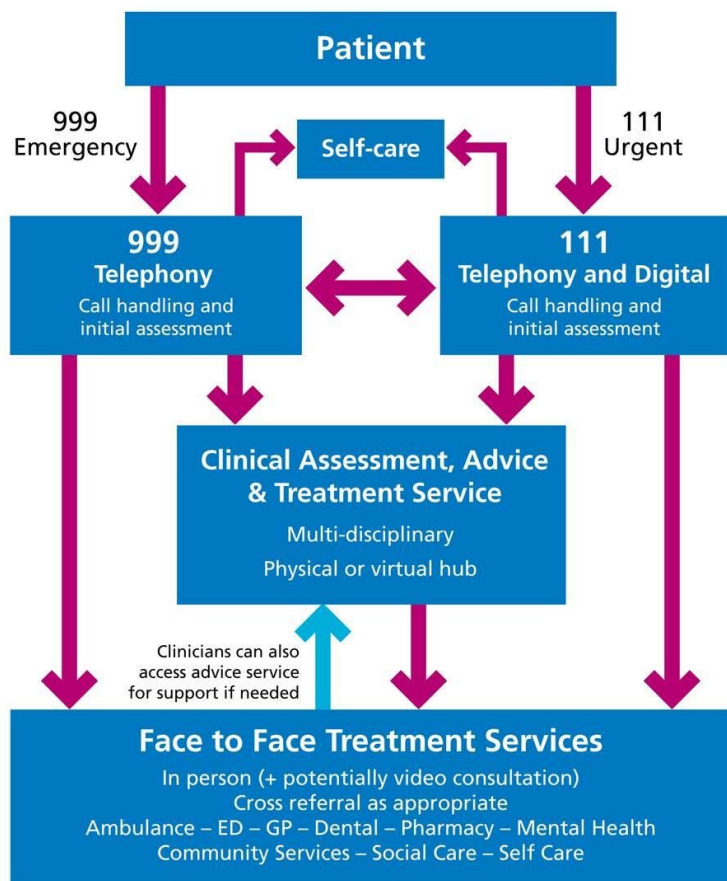 Patient
999
Emergency
111
Urgent
Self-care
999
Telephony
Call handling and
initial assessment
111
Telephony and Digital
Call handling and
initial assessment
Clinical Assessment, Advice
& Treatment Service
Multi-disciplinary
Physical or virtual hub
Clinicians can also
access advice service
for support if needed
Face to Face Treatment Services
In person (+ potentially video consultation)
Cross referral as appropriate
Ambulance – ED – GP – Dental – Pharmacy – Mental Health
Community Services – Social Care – Self Care